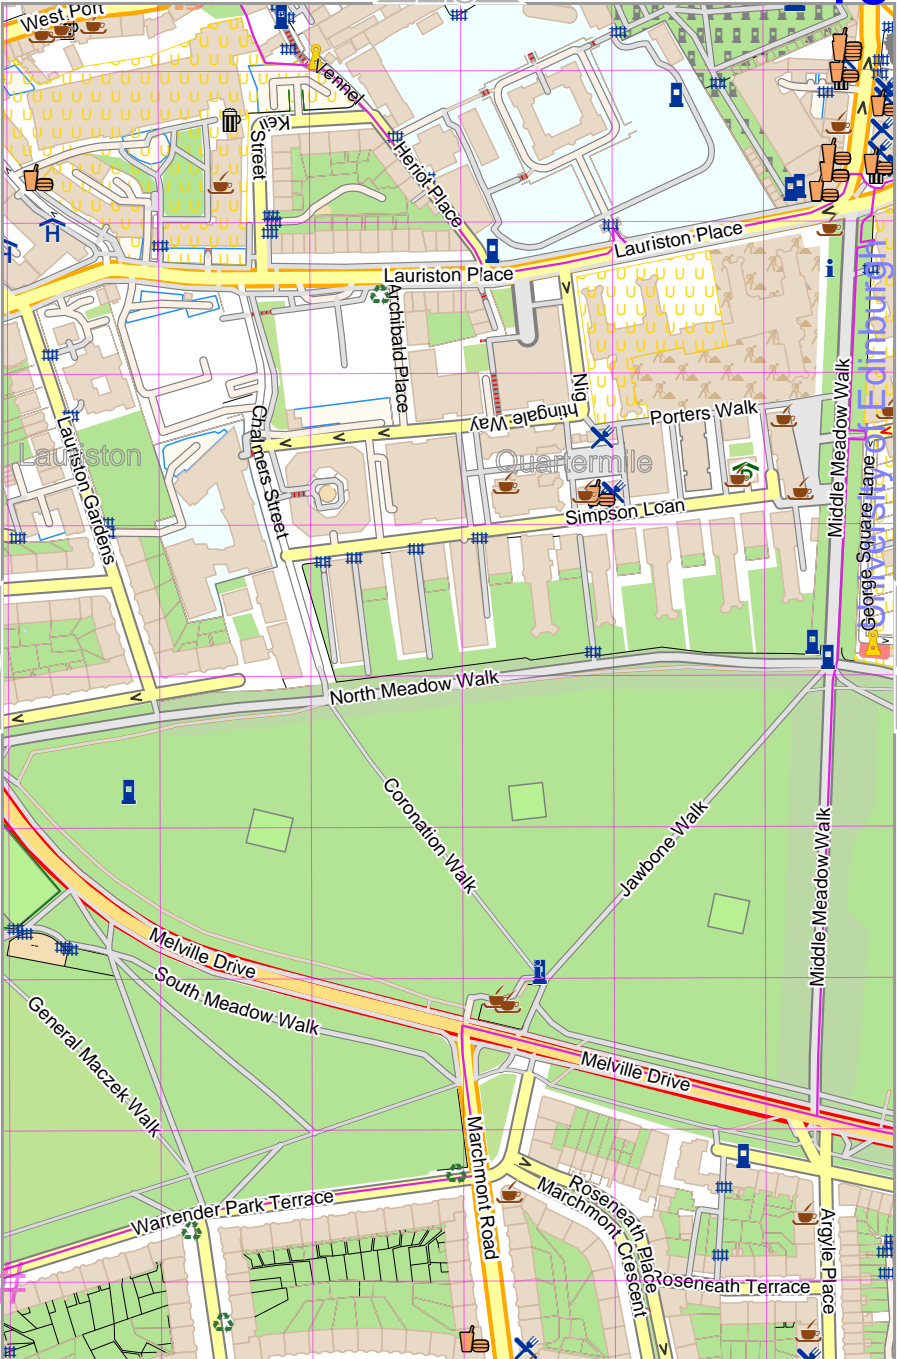 West Port
Vennel
Keir
Street
Heriot Place
Lauriston Place
Lauriston Place
Archibald Place
Nightingale Way
Porters Walk
Middle Meadow Walk
University of Edinburgh
George Square Lane
Lauriston
Lauriston Gardens
Chalmers Street
Quartermile
Simpson Loan
North Meadow Walk
Coronation Walk
Jawbone Walk
Middle Meadow Walk
Melville Drive
South Meadow Walk
General Maczek Walk
Melville Drive
Marchmont Road
Warrender Park Terrace
Roseneath Place
Marchmont Crescent
Roseneath Terrace
Argyle Place